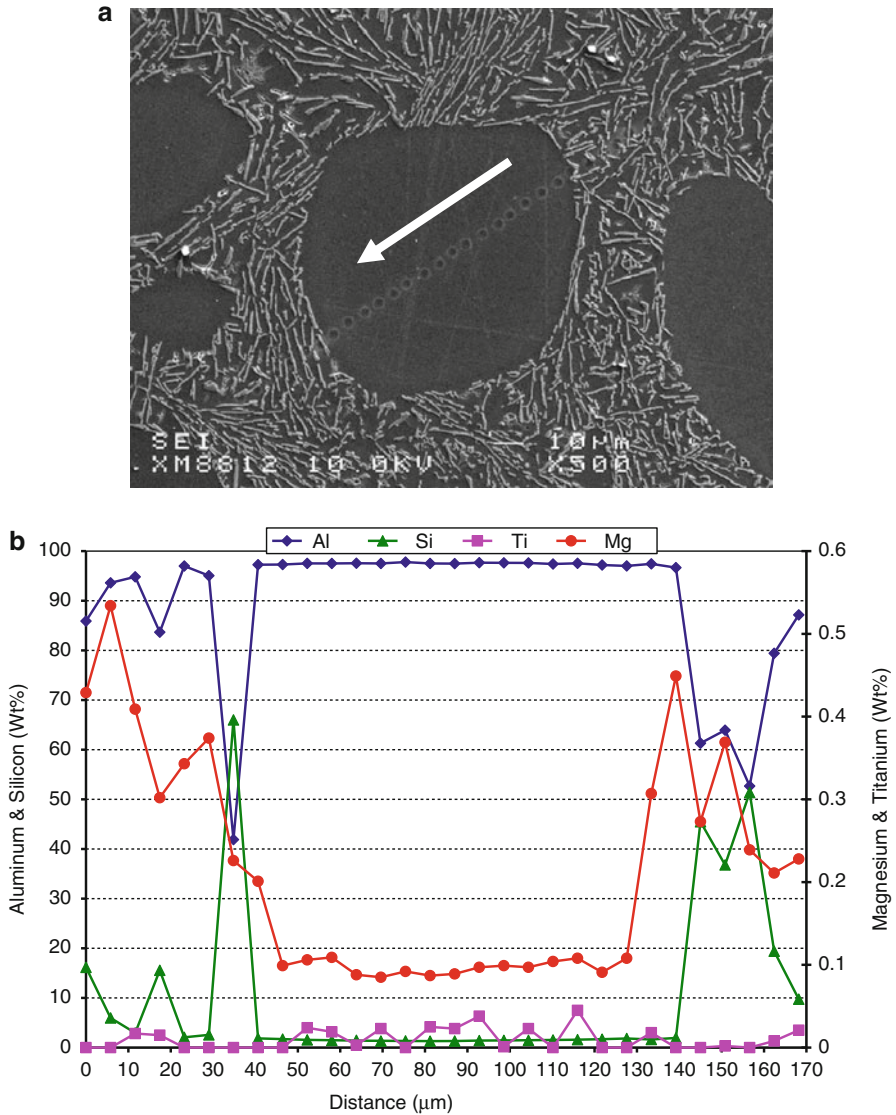 a
SEI 10μm
.XM8812 10.0KV X500
b
Al Si Ti Mg
Aluminum & Silicon (Wt%)
100
90
80
70
60
50
40
30
20
10
0
0.6
0.5
0.4
0.3
0.2
0.1
0
Magnesium & Titanium (Wt%)
0 10 20 30 40 50 60 70 80 90 100 110 120 130 140 150 160 170
Distance (μm)